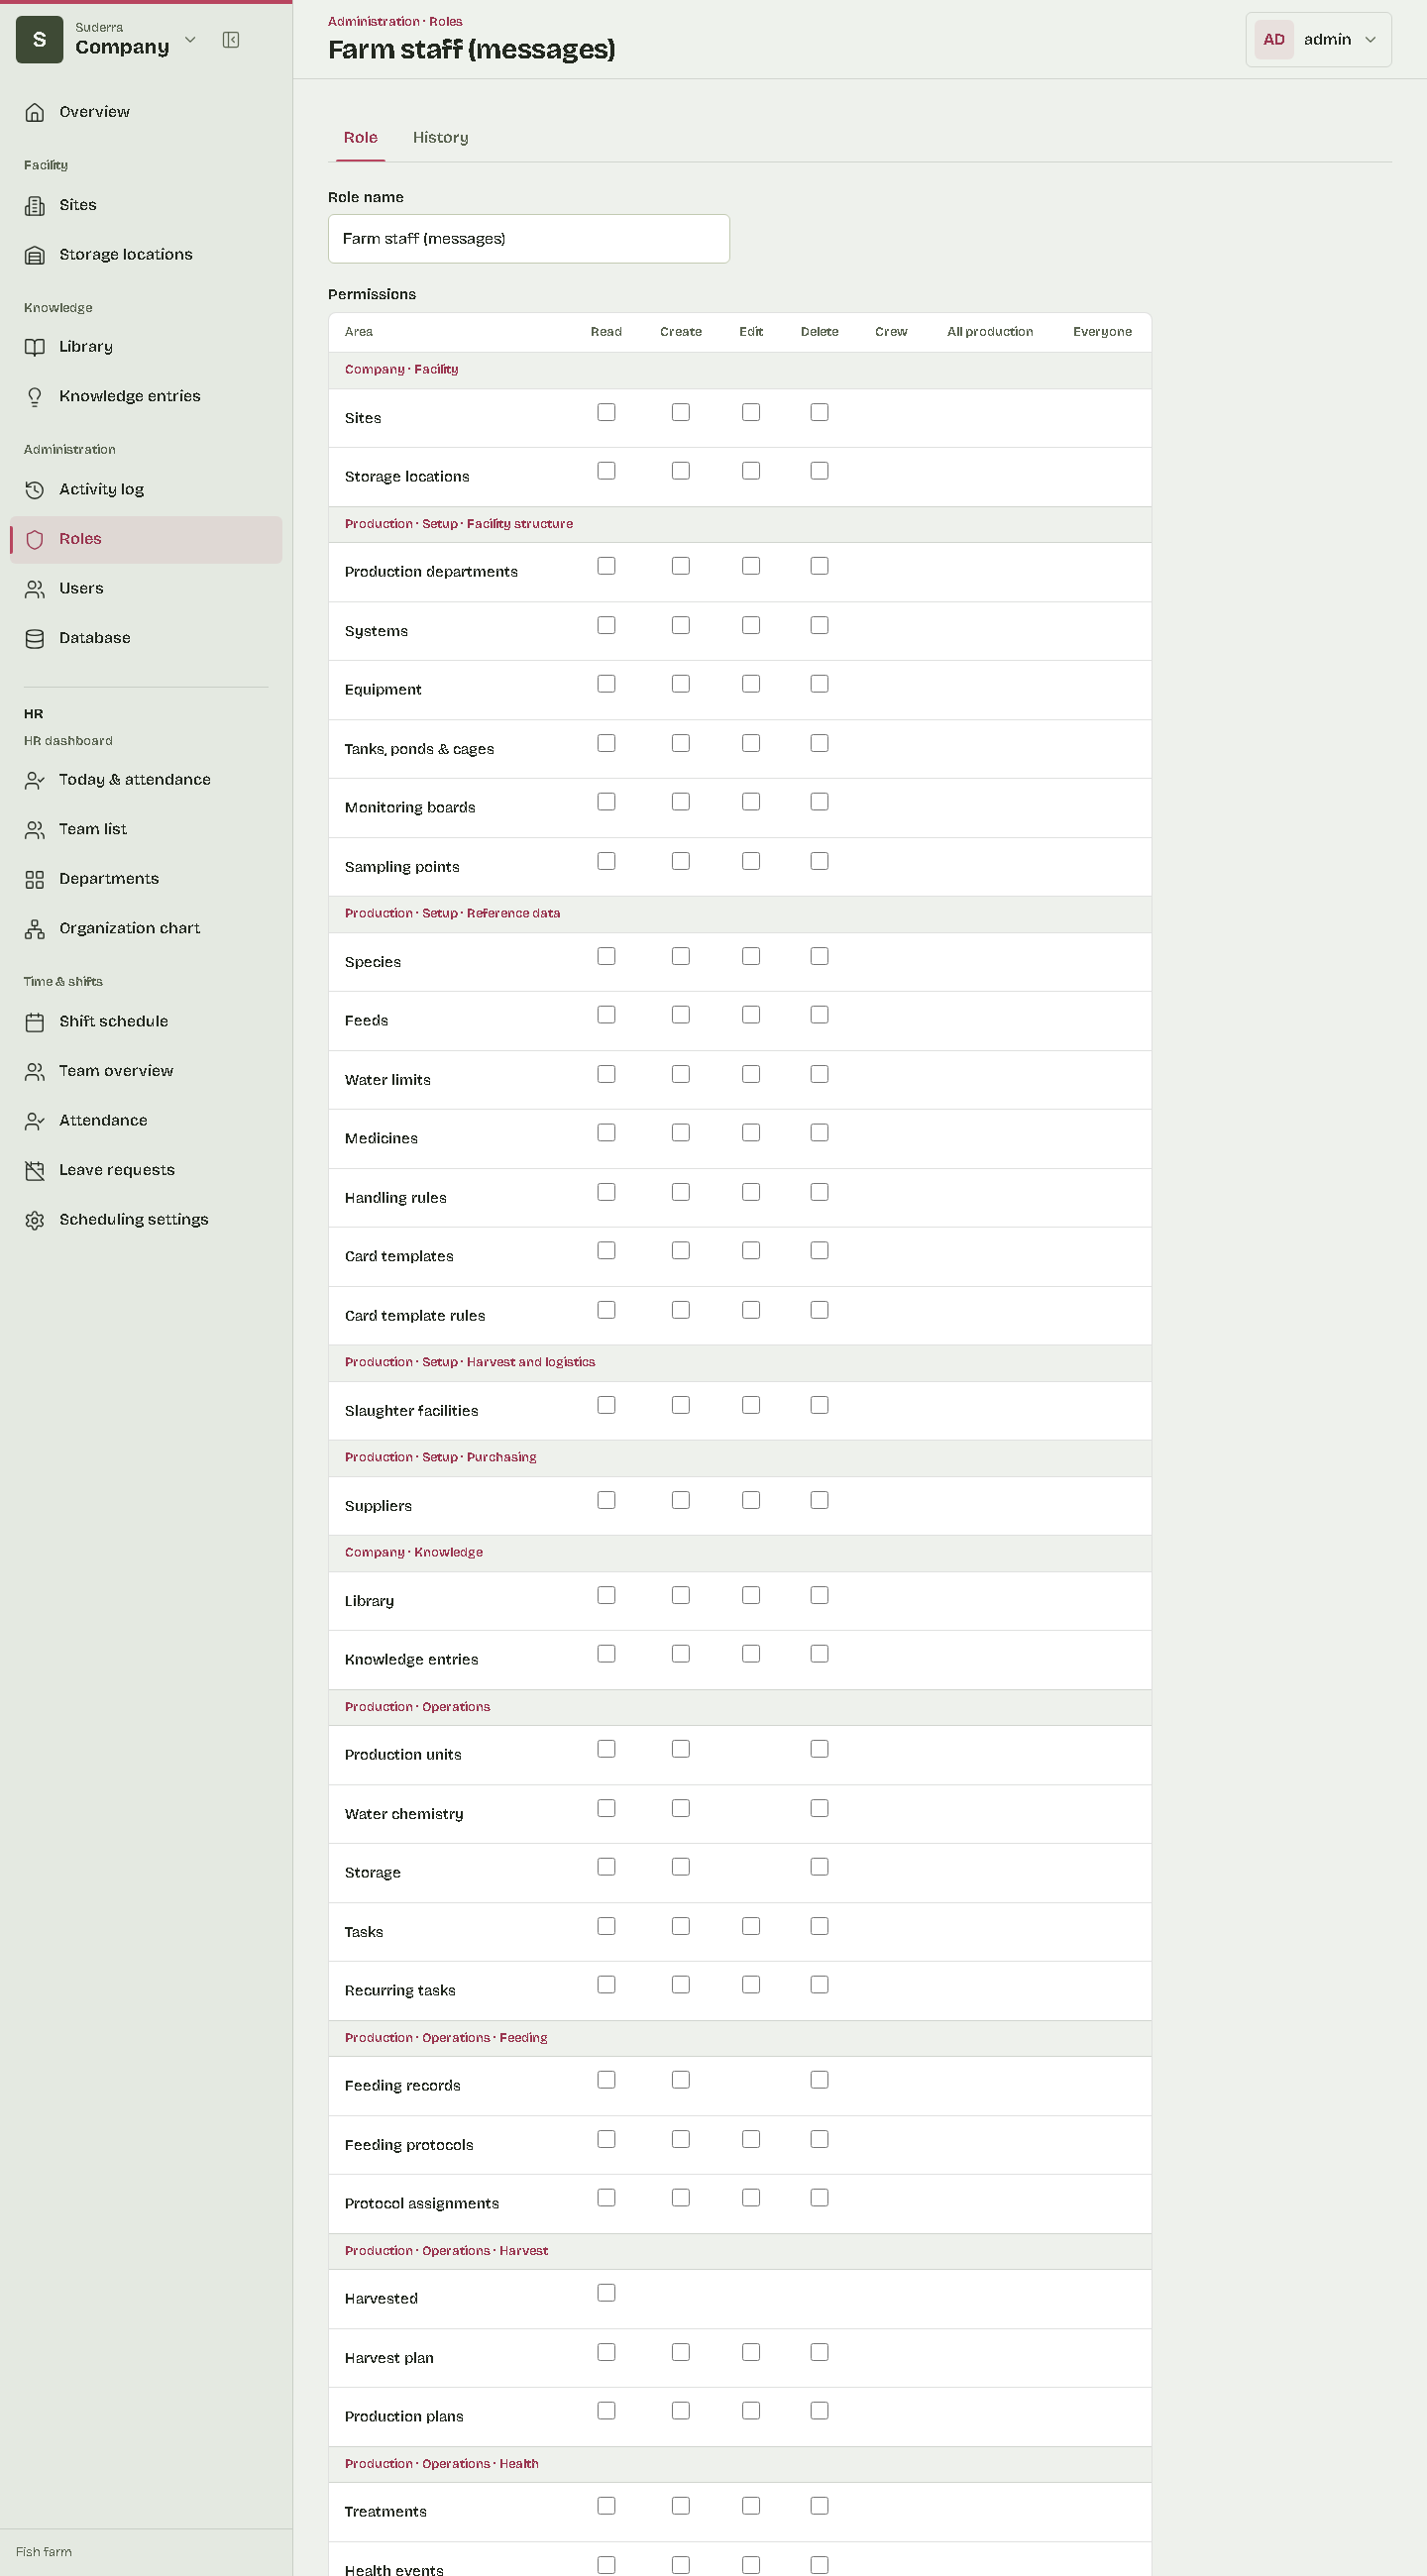 S
Suderra
Company
Overview
Facility
Sites
Storage locations
Knowledge
Library
Knowledge entries
Administration
Activity log
Roles
Users
Database
HR
HR dashboard
Today & attendance
Team list
Departments
Organization chart
Time & shifts
Shift schedule
Team overview
Attendance
Leave requests
Scheduling settings
Fish farm
Administration · Roles
Farm staff (messages)
AD admin
Role History
Role name
Farm staff (messages)
Permissions
Area Read Create Edit Delete Crew All production Everyone
Company · Facility
Sites
Storage locations
Production · Setup · Facility structure
Production departments
Systems
Equipment
Tanks, ponds & cages
Monitoring boards
Sampling points
Production · Setup · Reference data
Species
Feeds
Water limits
Medicines
Handling rules
Card templates
Card template rules
Production · Setup · Harvest and logistics
Slaughter facilities
Production · Setup · Purchasing
Suppliers
Company · Knowledge
Library
Knowledge entries
Production · Operations
Production units
Water chemistry
Storage
Tasks
Recurring tasks
Production · Operations · Feeding
Feeding records
Feeding protocols
Protocol assignments
Production · Operations · Harvest
Harvested
Harvest plan
Production plans
Production · Operations · Health
Treatments
Health events